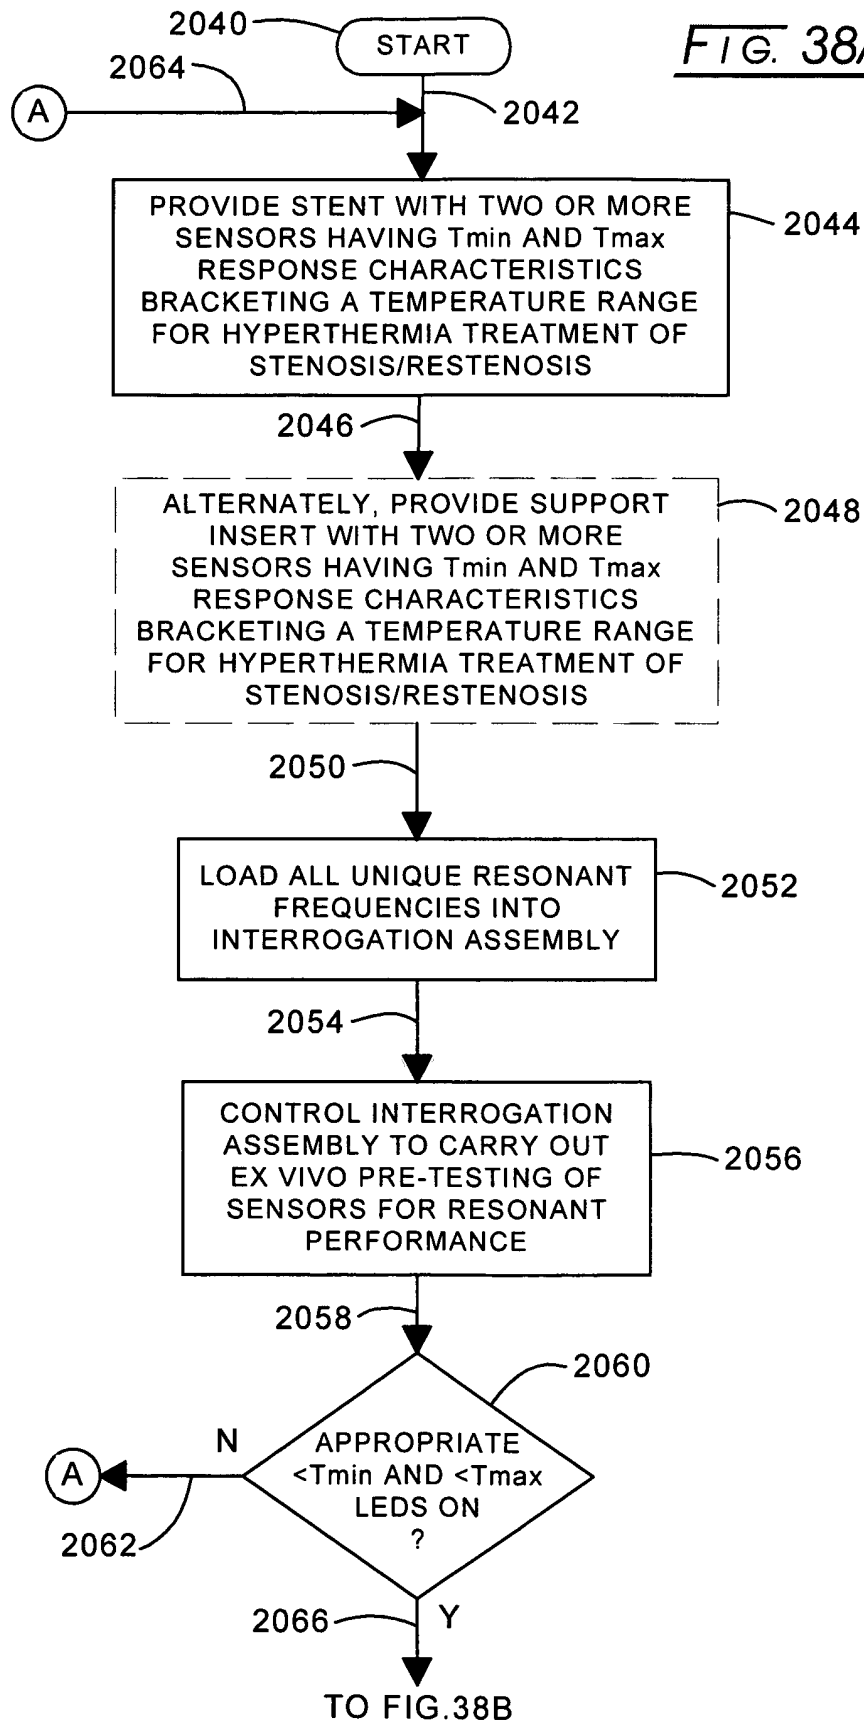 2040
START
FIG. 38A
2064
A
2042
PROVIDE STENT WITH TWO OR MORE
SENSORS HAVING Tmin AND Tmax
RESPONSE CHARACTERISTICS
BRACKETING A TEMPERATURE RANGE
FOR HYPERTHERMIA TREATMENT OF
STENOSIS/RESTENOSIS
2044
2046
ALTERNATELY, PROVIDE SUPPORT
INSERT WITH TWO OR MORE
SENSORS HAVING Tmin AND Tmax
RESPONSE CHARACTERISTICS
BRACKETING A TEMPERATURE RANGE
FOR HYPERTHERMIA TREATMENT OF
STENOSIS/RESTENOSIS
2048
2050
LOAD ALL UNIQUE RESONANT
FREQUENCIES INTO
INTERROGATION ASSEMBLY
2052
2054
CONTROL INTERROGATION
ASSEMBLY TO CARRY OUT
EX VIVO PRE-TESTING OF
SENSORS FOR RESONANT
PERFORMANCE
2056
2058
2060
N
APPROPRIATE
<Tmin AND <Tmax
LEDS ON
?
A
2062
2066
Y
TO FIG.38B